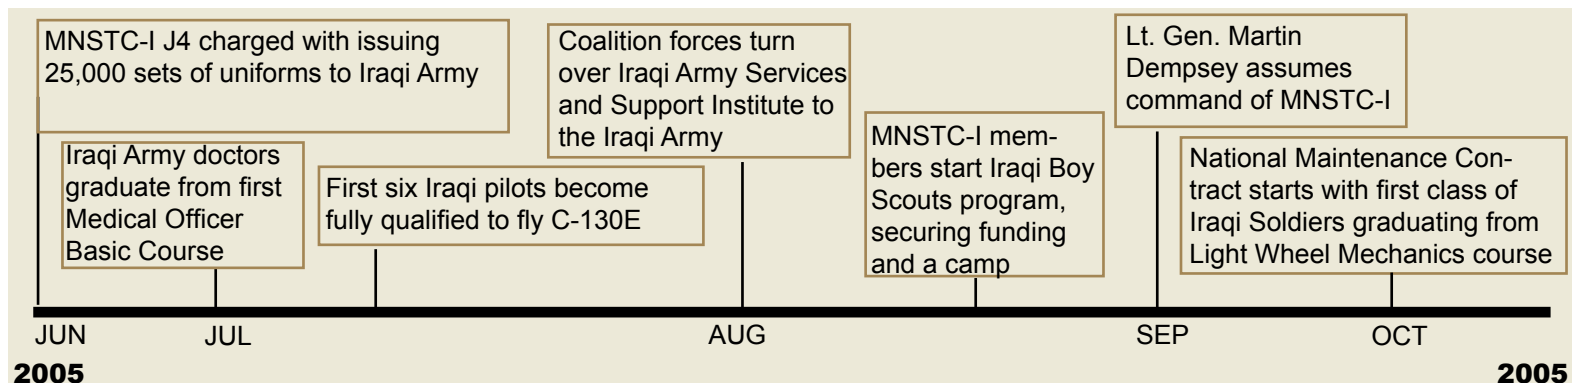 MNSTC-I J4 charged with issuing
25,000 sets of uniforms to Iraqi Army
Iraqi Army doctors
graduate from first
Medical Officer
Basic Course
First six Iraqi pilots become
fully qualified to fly C-130E
Coalition forces turn
over Iraqi Army Services
and Support Institute to
the Iraqi Army
MNSTC-I mem-
bers start Iraqi Boy
Scouts program,
securing funding
and a camp
Lt. Gen. Martin
Dempsey assumes
command of MNSTC-I
National Maintenance Con-
tract starts with first class of
Iraqi Soldiers graduating from
Light Wheel Mechanics course
JUN JUL AUG SEP OCT
2005 2005